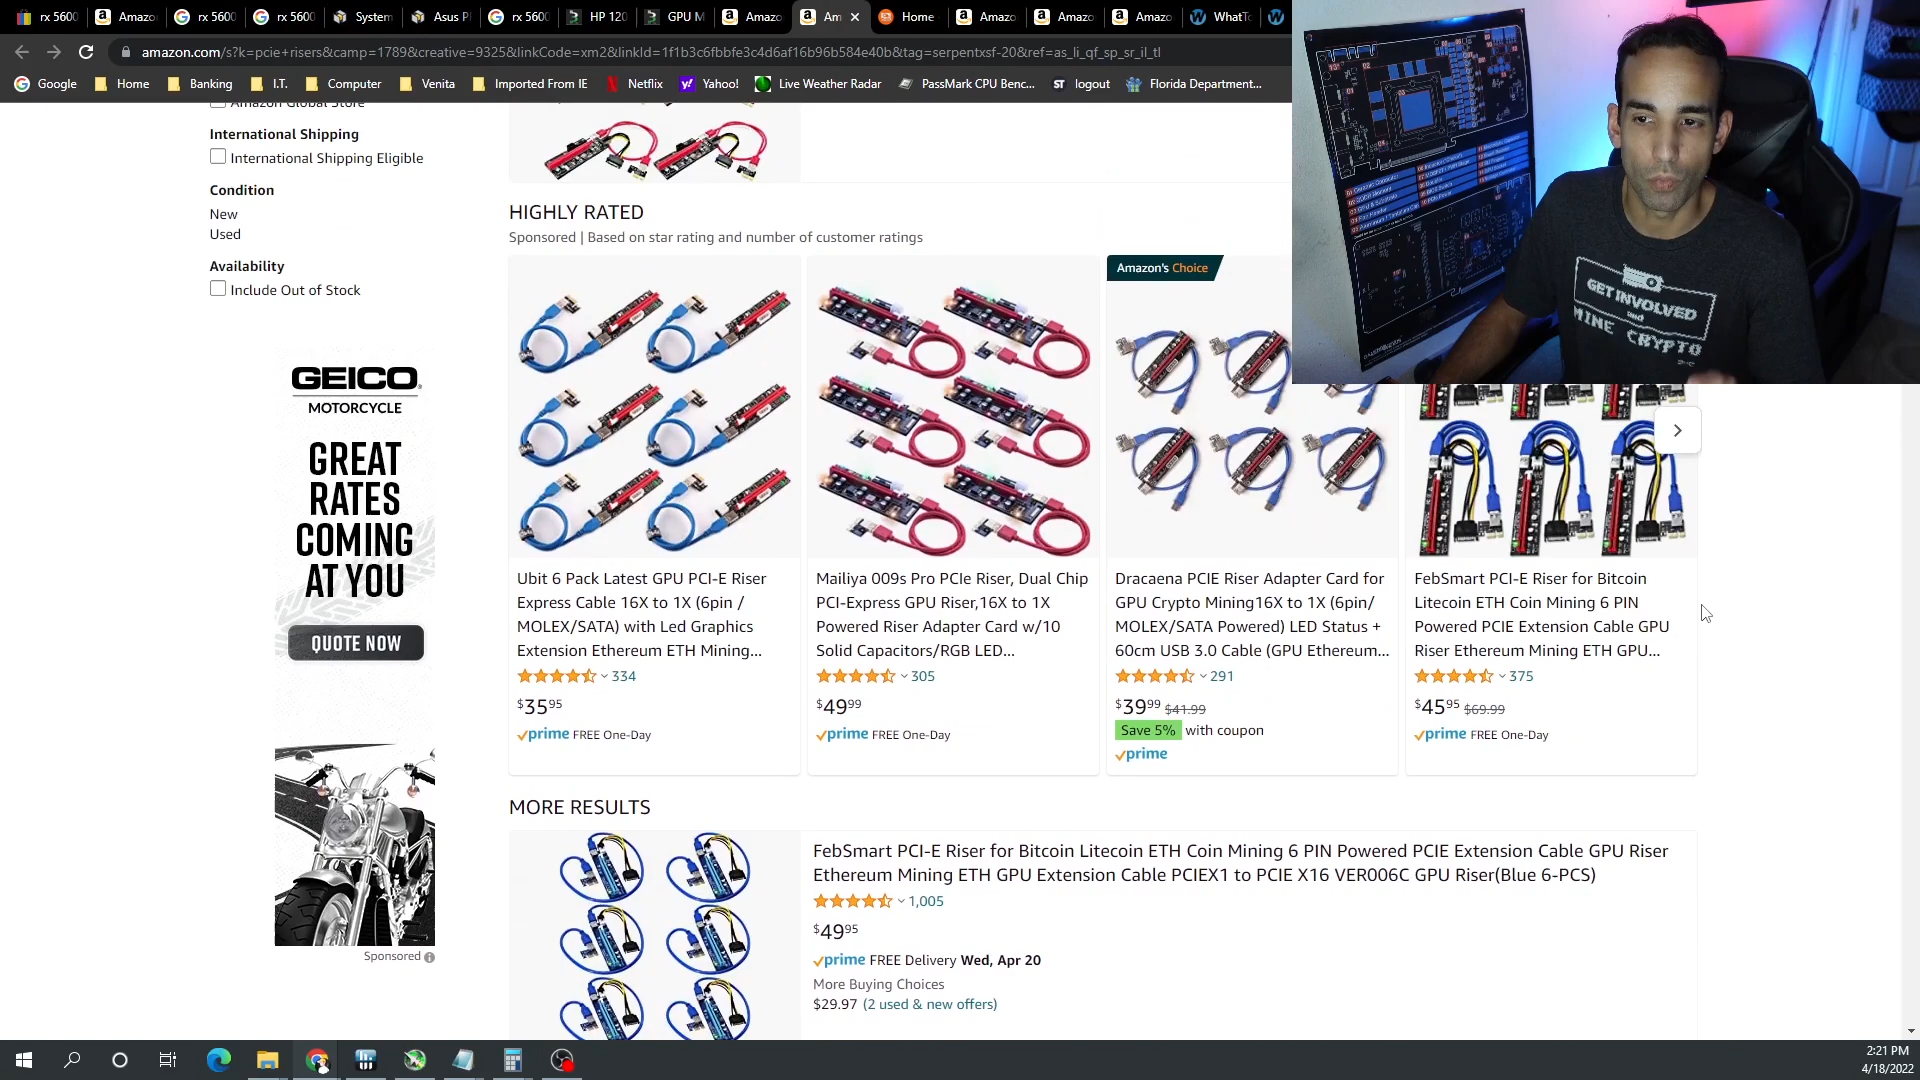 rx 5600
Amazo
rx 5600
rx 5600
System
Asus P
rx 5600
HP 120
GPU M
Amazo
Am
Home
Amazo
Amazo
Amazo
WhatTo
amazon.com/s?k=pcie+risers&camp=1789&creative=9325&linkCode=xm2&linkId=1f1b3c6fbbfe3c4d6af16b96b584e40b&tag=serpentxsf-20&ref=as_li_qf_sp_sr_il_tl
Google
Home
Banking
I.T.
Computer
Venita
Imported From IE
Netflix
Yahoo!
Live Weather Radar
PassMark CPU Benc...
ST logout
Florida Department...
Amazon Global Store
International Shipping
International Shipping Eligible
Condition
New
Used
Availability
Include Out of Stock
GEICO
MOTORCYCLE
GREAT
RATES
COMING
AT YOU
QUOTE NOW
Sponsored
HIGHLY RATED
Sponsored | Based on star rating and number of customer ratings
Amazon's Choice
Ubit 6 Pack Latest GPU PCI-E Riser
Express Cable 16X to 1X (6pin /
MOLEX/SATA) with Led Graphics
Extension Ethereum ETH Mining...
334
$35 95
prime FREE One-Day
Mailiya 009s Pro PCIe Riser, Dual Chip
PCI-Express GPU Riser,16X to 1X
Powered Riser Adapter Card w/10
Solid Capacitors/RGB LED...
305
$49 99
prime FREE One-Day
Dracaena PCIE Riser Adapter Card for
GPU Crypto Mining16X to 1X (6pin/
MOLEX/SATA Powered) LED Status +
60cm USB 3.0 Cable (GPU Ethereum...
291
$39 99 $41.99
Save 5% with coupon
prime
FebSmart PCI-E Riser for Bitcoin
Litecoin ETH Coin Mining 6 PIN
Powered PCIE Extension Cable GPU
Riser Ethereum Mining ETH GPU...
375
$45 95 $69.99
prime FREE One-Day
MORE RESULTS
FebSmart PCI-E Riser for Bitcoin Litecoin ETH Coin Mining 6 PIN Powered PCIE Extension Cable GPU Riser
Ethereum Mining ETH GPU Extension Cable PCIEX1 to PCIE X16 VER006C GPU Riser(Blue 6-PCS)
1,005
$49 95
prime FREE Delivery Wed, Apr 20
More Buying Choices
$29.97 (2 used & new offers)
GET INVOLVED
and
MINE CRYPTO
2:21 PM
4/18/2022